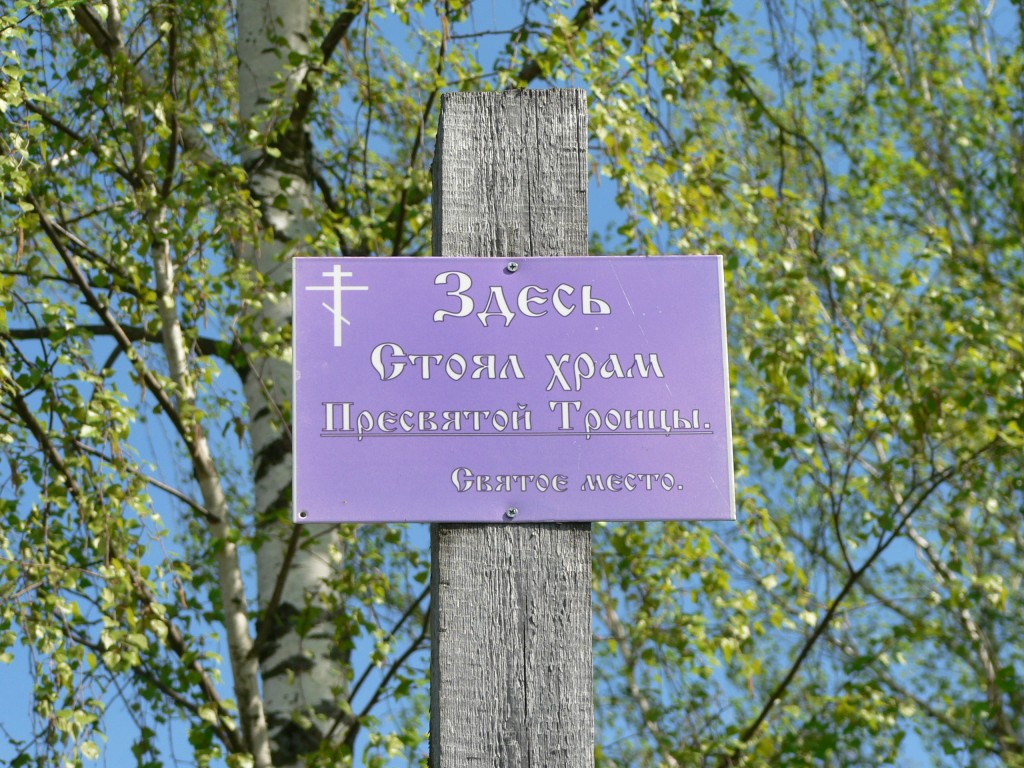 Здесь
Стоял храм
Пресвятой Троицы.
Святое место.